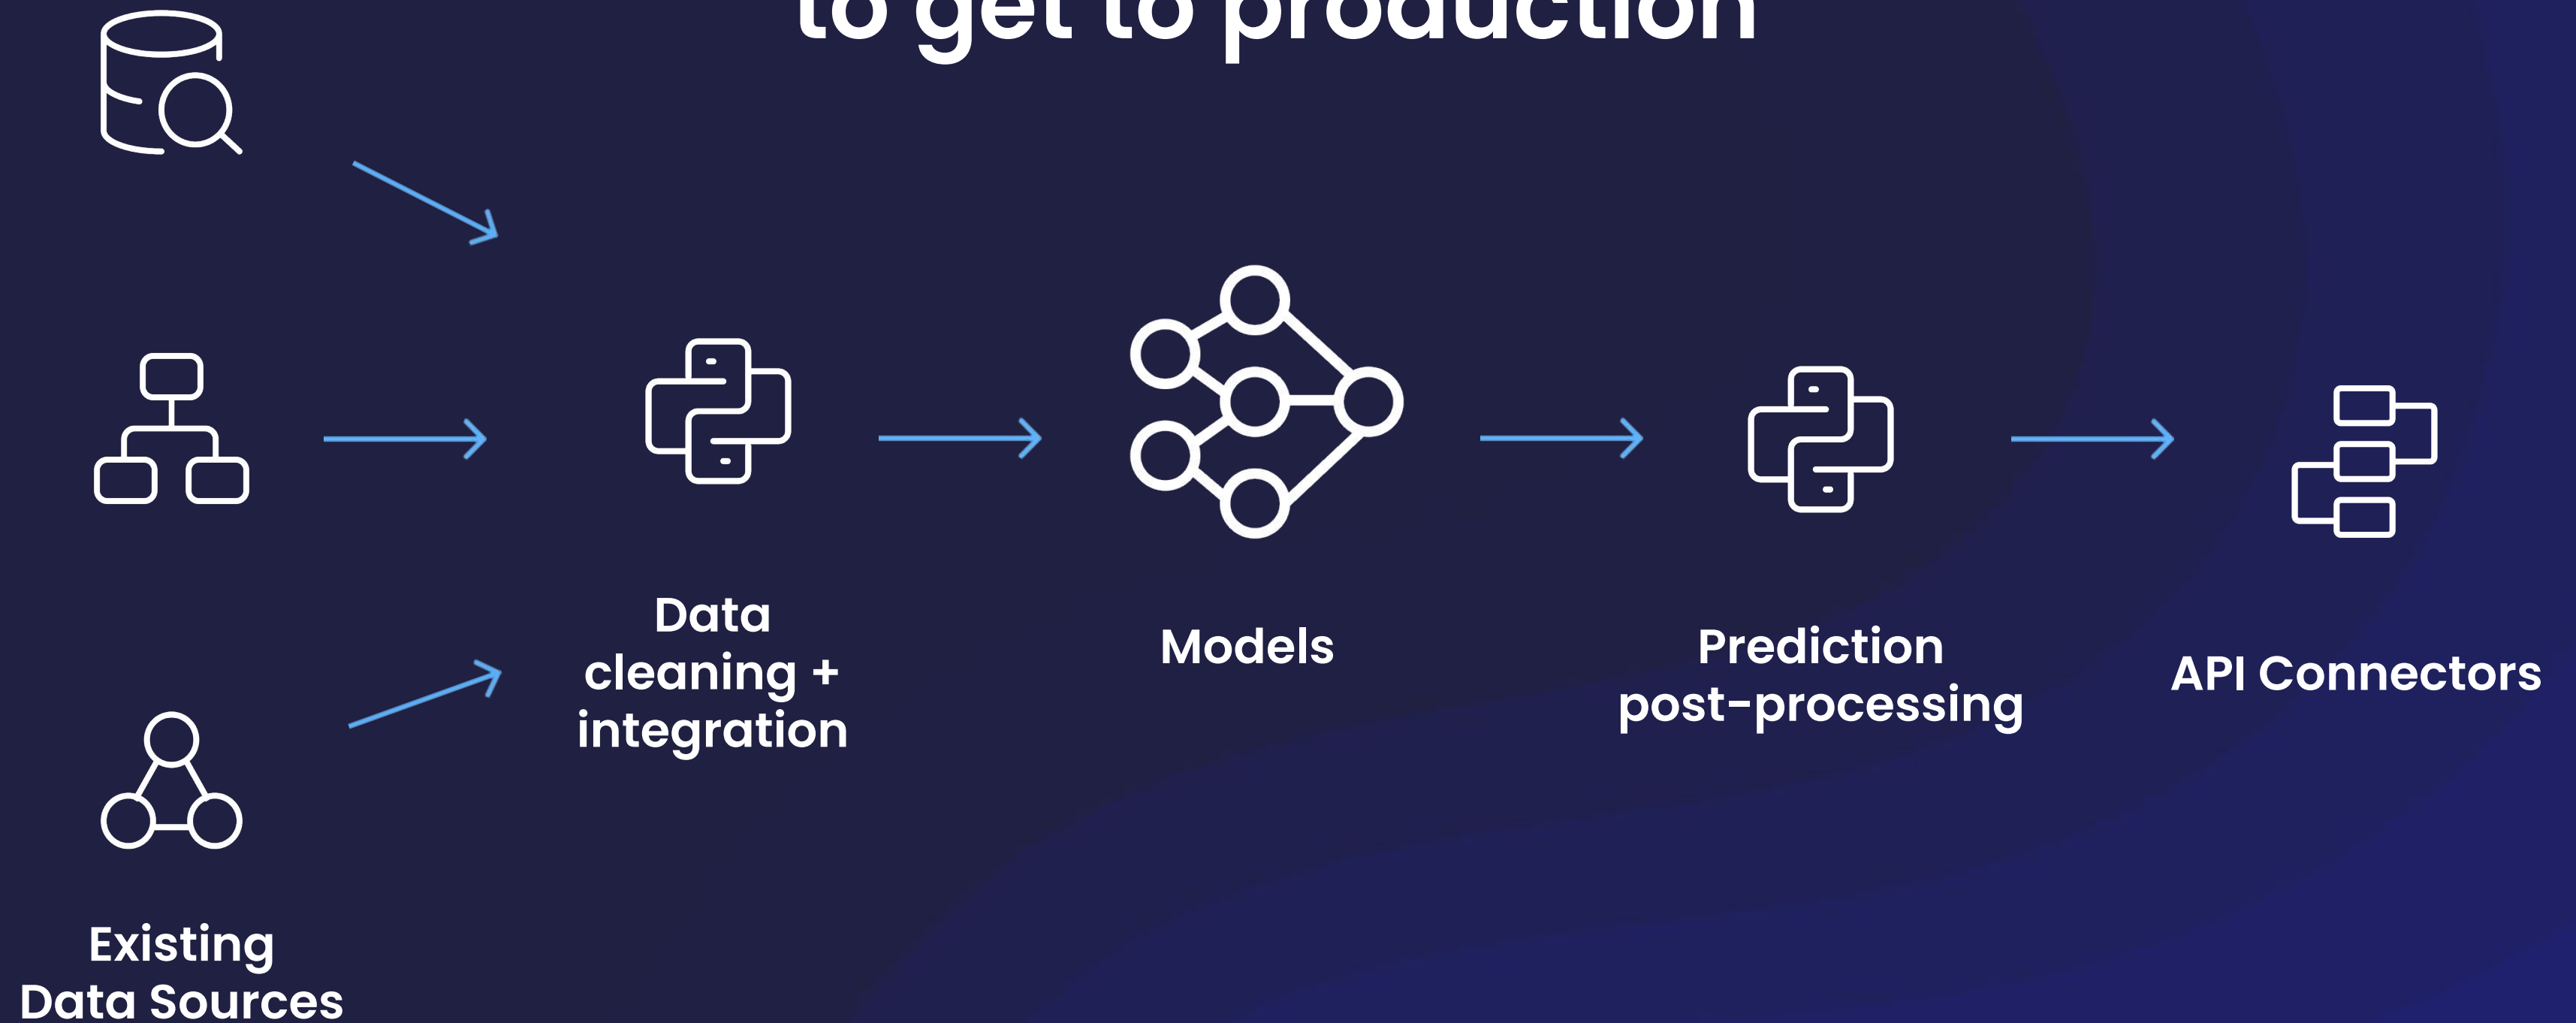 to get to production
Data
cleaning +
integration
Models
Prediction
post-processing
API Connectors
Existing
Data Sources